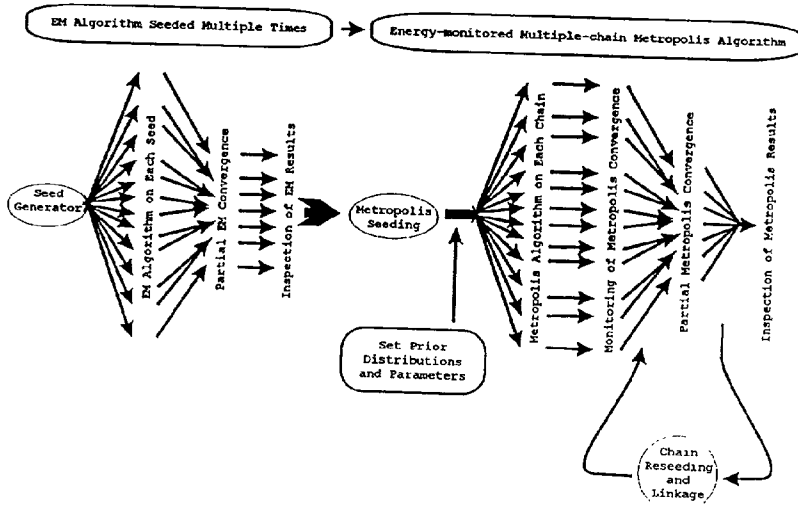 EM Algorithm Seeded Multiple Times
Energy-monitored Multiple-chain Metropolis Algorithm
Seed
Generator
EM Algorithm on Each Seed
Partial EM Convergence
Inspection of EM Results
Metropolis
Seeding
Set Prior
Distributions
and Parameters
Metropolis Algorithm on Each Chain
Monitoring of Metropolis Convergence
Partial Metropolis Convergence
Inspection of Metropolis Results
Chain
Reseeding
and
Linkage